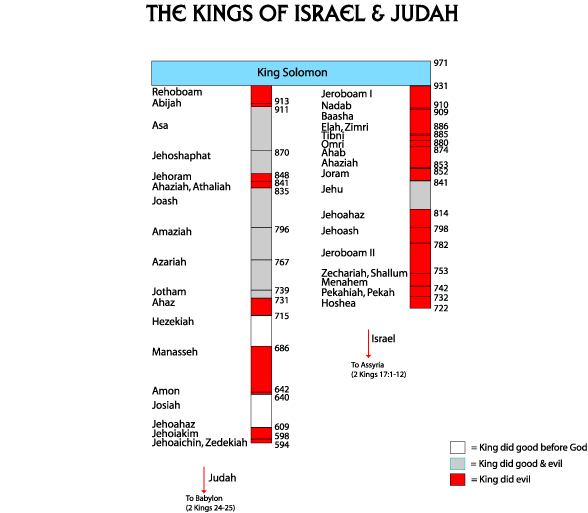 THE KINGS OF ISRAEL & JUDAH
King Solomon
971
931
Rehoboam
Abijah
913
911
Asa
Jehoshaphat
870
Jehoram
848
Ahaziah, Athaliah
841
835
Joash
Amaziah
796
Azariah
767
Jotham
739
Ahaz
731
715
Hezekiah
Manasseh
686
Amon
642
640
Josiah
Jehoahaz
609
Jehoiakim
598
Jehoaichin, Zedekiah
594
Judah
To Babylon
(2 Kings 24-25)
Jeroboam I
Nadab
910
909
Baasha
Elah, Zimri
886
Tibni
885
Omri
880
Ahab
874
Ahaziah
853
Joram
852
841
Jehu
Jehoahaz
814
Jehoash
798
782
Jeroboam II
Zechariah, Shallum
753
Menahem
742
Pekahiah, Pekah
732
Hoshea
722
Israel
To Assyria
(2 Kings 17:1-12)
= King did good before God
= King did good & evil
= King did evil